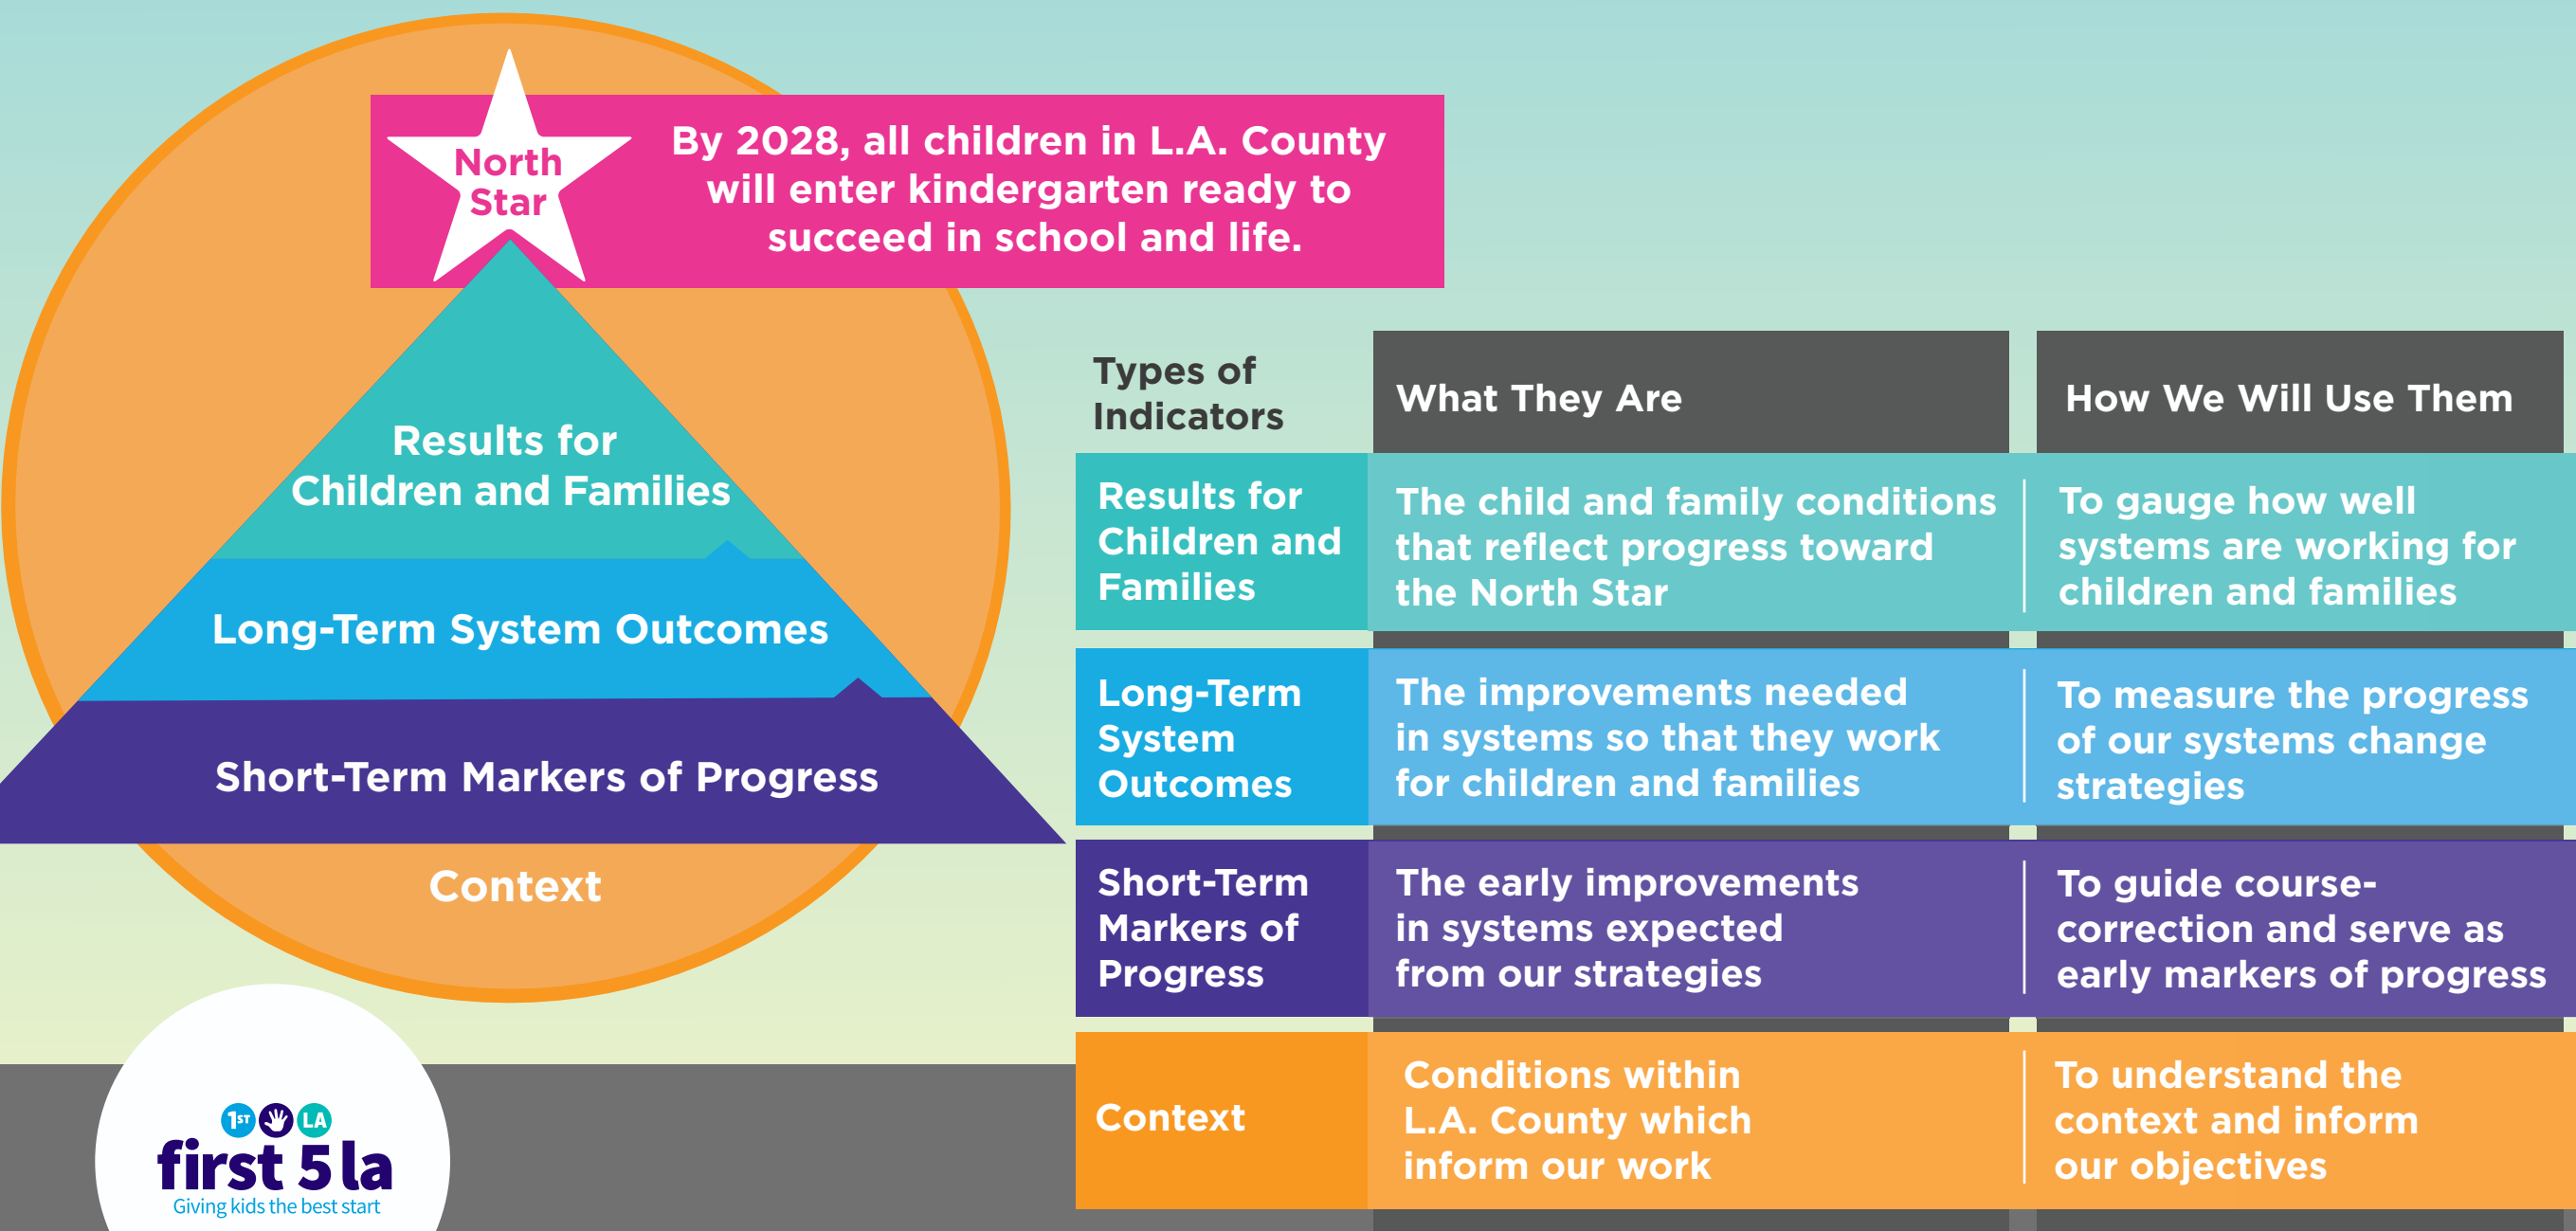 North
Star
By 2028, all children in L.A. County
will enter kindergarten ready to
succeed in school and life.
Results for
Children and Families
Long-Term System Outcomes
Short-Term Markers of Progress
Context
Types of
Indicators
What They Are
How We Will Use Them
Results for
Children and
Families
The child and family conditions
that reflect progress toward
the North Star
To gauge how well
systems are working for
children and families
Long-Term
System
Outcomes
The improvements needed
in systems so that they work
for children and families
To measure the progress
of our systems change
strategies
Short-Term
Markers of
Progress
The early improvements
in systems expected
from our strategies
To guide course-
correction and serve as
early markers of progress
Context
Conditions within
L.A. County which
inform our work
To understand the
context and inform
our objectives
1ST LA
first 5 la
Giving kids the best start